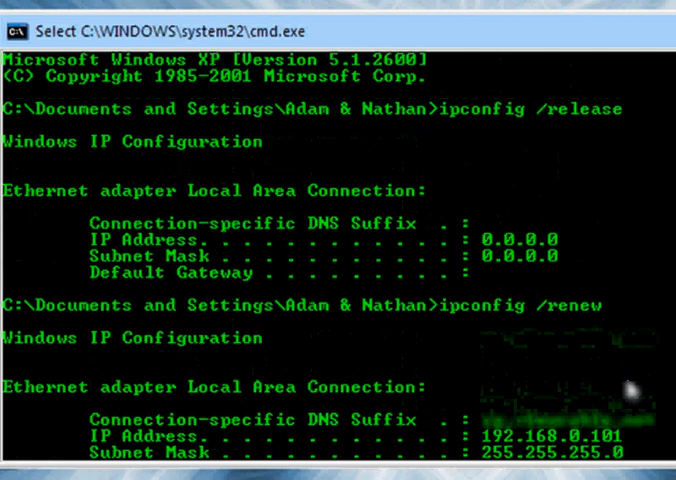 Select C:\WINDOWS\system32\cmd.exe
Microsoft Windows XP [Version 5.1.2600]
(C) Copyright 1985-2001 Microsoft Corp.
C:\Documents and Settings\Adam & Nathan>ipconfig /release
Windows IP Configuration
Ethernet adapter Local Area Connection:
Connection-specific DNS Suffix . :
IP Address. . . . . . . . . . . . : 0.0.0.0
Subnet Mask . . . . . . . . . . . : 0.0.0.0
Default Gateway . . . . . . . . . :
C:\Documents and Settings\Adam & Nathan>ipconfig /renew
Windows IP Configuration
Ethernet adapter Local Area Connection:
Connection-specific DNS Suffix . :
IP Address. . . . . . . . . . . . : 192.168.0.101
Subnet Mask . . . . . . . . . . . : 255.255.255.0